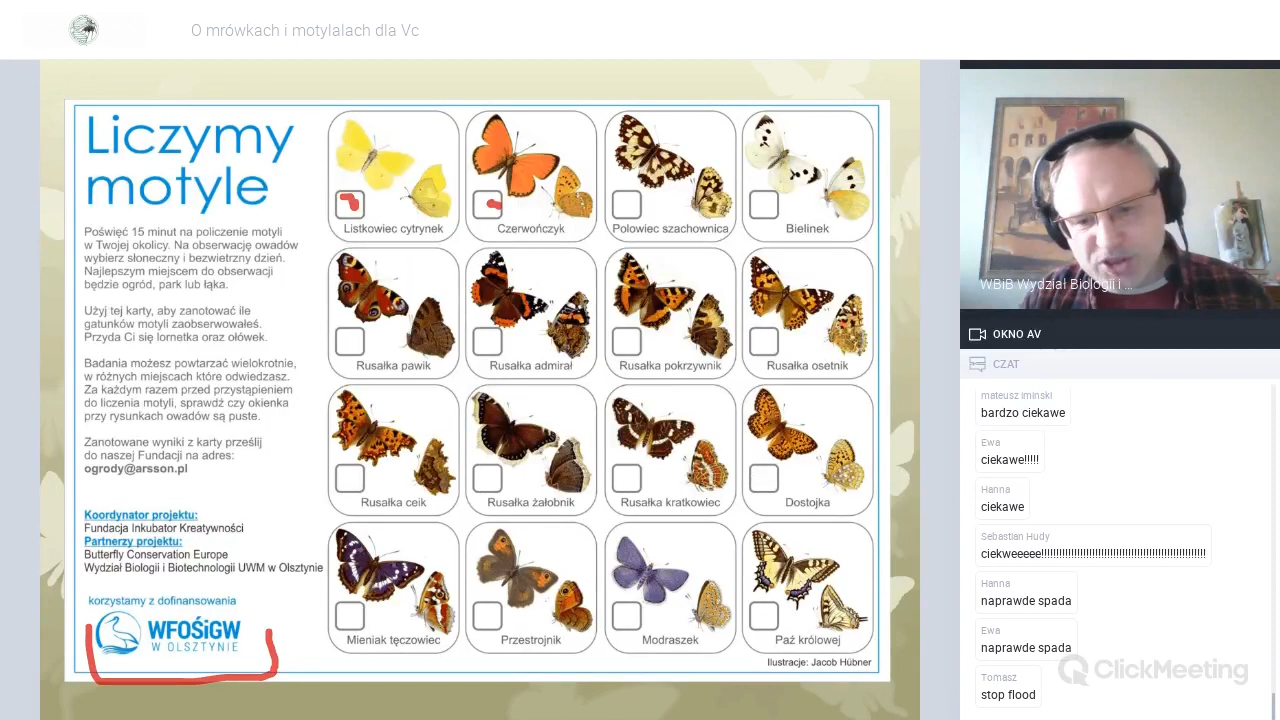 O mrówkach i motylalach dla Vc
Liczymy
motyle
Poświęć 15 minut na policzenie motyli
w Twojej okolicy. Na obserwację owadów
wybierz słoneczny i bezwietrzny dzień.
Najlepszym miejscem do obserwacji
będzie ogród, park lub łąka.
Użyj tej karty, aby zanotować ile
gatunków motyli zaobserwowałeś.
Przyda Ci się lornetka oraz ołówek.
Badania możesz powtarzać wielokrotnie,
w różnych miejscach które odwiedzasz.
Za każdym razem przed przystąpieniem
do liczenia motyli, sprawdź czy okienka
przy rysunkach owadów są puste.
Zanotowane wyniki z karty prześlij
do naszej Fundacji na adres:
ogrody@arsson.pl
Koordynator projektu:
Fundacja Inkubator Kreatywności
Partnerzy projektu:
Butterfly Conservation Europe
Wydział Biologii i Biotechnologii UWM w Olsztynie
korzystamy z dofinansowania
WFOŚiGW
W OLSZTYNIE
Listkowiec cytrynek
Czerwończyk
Polowiec szachownica
Bielinek
Rusałka pawik
Rusałka admirał
Rusałka pokrzywnik
Rusałka osetnik
Rusałka ceik
Rusałka żałobnik
Rusałka kratkowiec
Dostojka
Mieniak tęczowiec
Przestrojnik
Modraszek
Paź królowej
Ilustracje: Jacob Hübner
WBiB Wydział Biologii i ...
OKNO AV
CZAT
mateusz iminski
bardzo ciekawe
Ewa
ciekawe!!!!!
Hanna
ciekawe
Sebastian Hudy
ciekweeeee!!!!!!!!!!!!!!!!!!!!!!!!!!!!!!!!!!!!!!!!!!!!!!!!!!!!!!!
Hanna
naprawde spada
Ewa
naprawde spada
Tomasz
stop flood
ClickMeeting